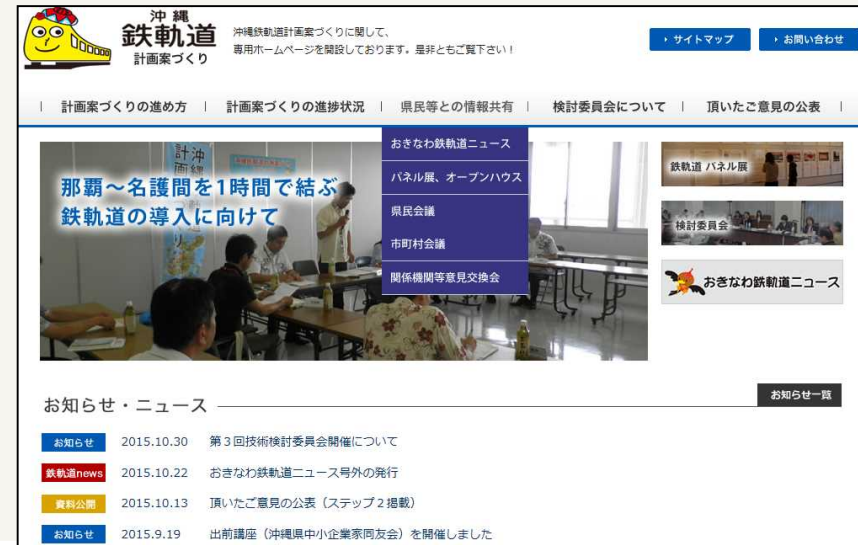 沖縄
鉄軌道
計画案づくり
沖縄鉄軌道計画案づくりに関して、
専用ホームページを開設しております。是非ともご覧下さい！
サイトマップ
お問い合わせ
計画案づくりの進め方
計画案づくりの進捗状況
県民等との情報共有
検討委員会について
頂いたご意見の公表
おきなわ鉄軌道ニュース
パネル展、オープンハウス
県民会議
市町村会議
関係機関等意見交換会
那覇～名護間を1時間で結ぶ
鉄軌道の導入に向けて
鉄軌道 パネル展
検討委員会
おきなわ鉄軌道ニュース
お知らせ・ニュース
お知らせ一覧
お知らせ 2015.10.30 第３回技術検討委員会開催について
鉄軌道news 2015.10.22 おきなわ鉄軌道ニュース号外の発行
資料公開 2015.10.13 頂いたご意見の公表（ステップ２掲載）
お知らせ 2015.9.19 出前講座（沖縄県中小企業家同友会）を開催しました